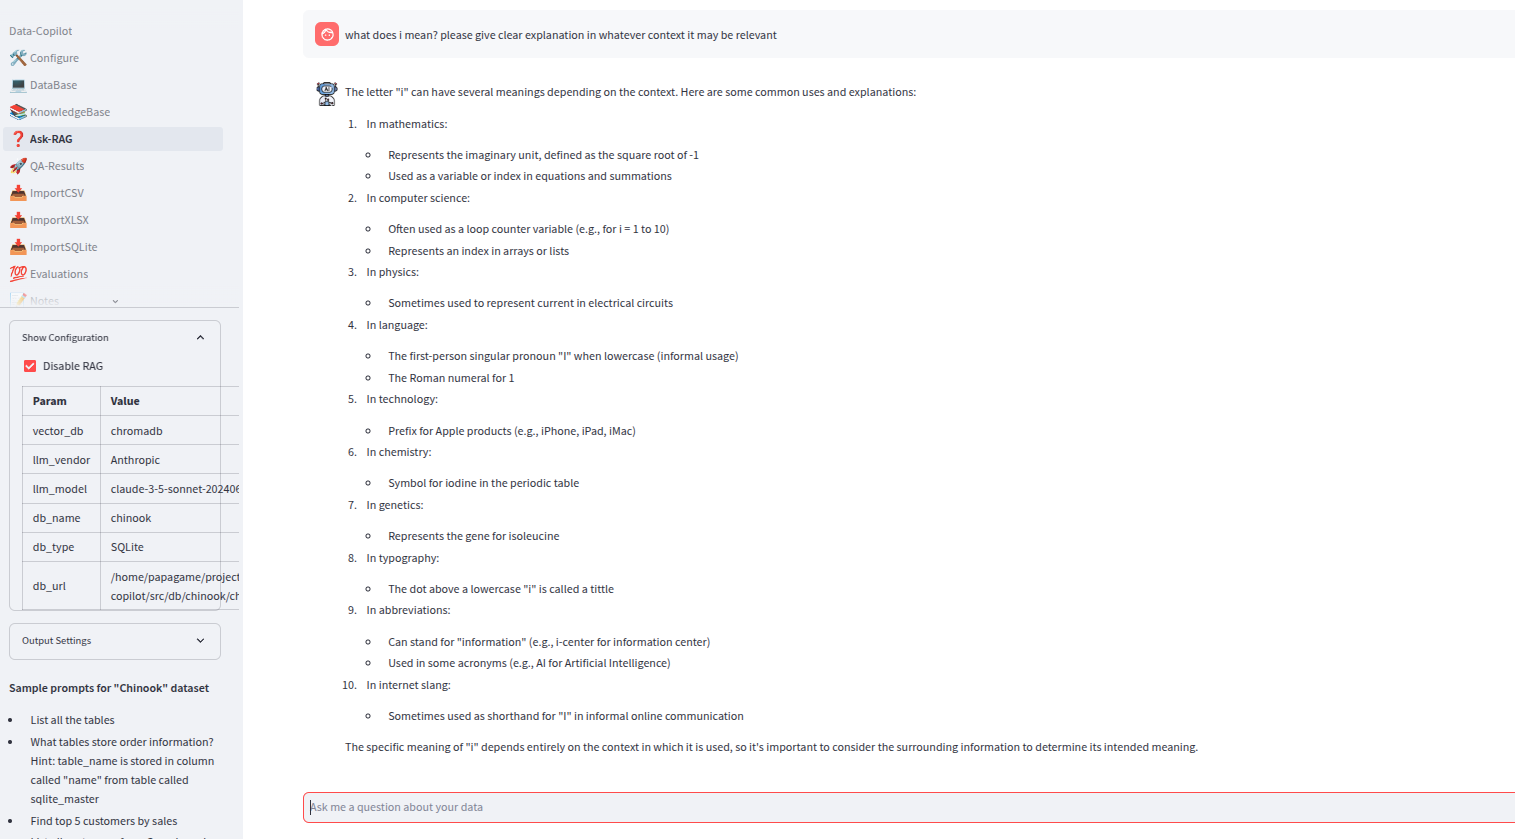 Data-Copilot
Configure
DataBase
KnowledgeBase
Ask-RAG
QA-Results
ImportCSV
ImportXLSX
ImportSQLite
Evaluations
Notes
Show Configuration
Disable RAG
Param Value
vector_db chromadb
llm_vendor Anthropic
llm_model claude-3-5-sonnet-202406
db_name chinook
db_type SQLite
db_url /home/papagame/project
copilot/src/db/chinook/ch
Output Settings
Sample prompts for "Chinook" dataset
• List all the tables
• What tables store order information?
Hint: table_name is stored in column
called "name" from table called
sqlite_master
• Find top 5 customers by sales
what does i mean? please give clear explanation in whatever context it may be relevant
The letter "i" can have several meanings depending on the context. Here are some common uses and explanations:
1. In mathematics:
Represents the imaginary unit, defined as the square root of -1
Used as a variable or index in equations and summations
2. In computer science:
Often used as a loop counter variable (e.g., for i = 1 to 10)
Represents an index in arrays or lists
3. In physics:
Sometimes used to represent current in electrical circuits
4. In language:
The first-person singular pronoun "I" when lowercase (informal usage)
The Roman numeral for 1
5. In technology:
Prefix for Apple products (e.g., iPhone, iPad, iMac)
6. In chemistry:
Symbol for iodine in the periodic table
7. In genetics:
Represents the gene for isoleucine
8. In typography:
The dot above a lowercase "i" is called a tittle
9. In abbreviations:
Can stand for "information" (e.g., i-center for information center)
Used in some acronyms (e.g., AI for Artificial Intelligence)
10. In internet slang:
Sometimes used as shorthand for "I" in informal online communication
The specific meaning of "i" depends entirely on the context in which it is used, so it's important to consider the surrounding information to determine its intended meaning.
Ask me a question about your data